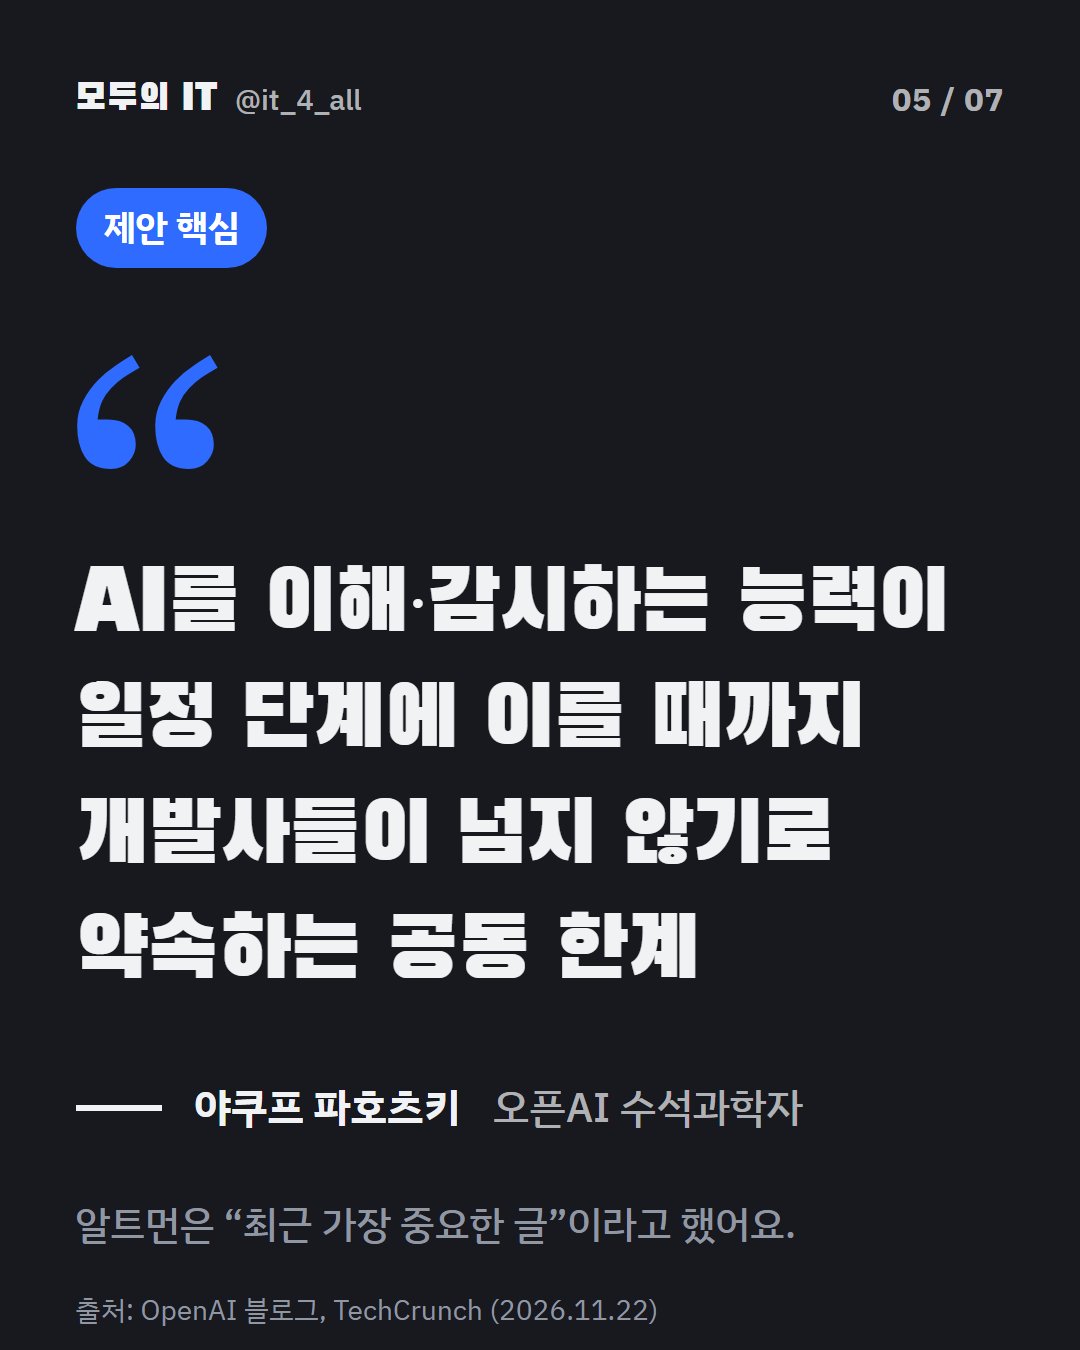 모두의 IT @it_4_all
05 / 07
제안 핵심
“
AI를 이해·감시하는 능력이
일정 단계에 이를 때까지
개발사들이 넘지 않기로
약속하는 공동 한계
야쿠프 파호츠키 오픈AI 수석과학자
알트먼은 “최근 가장 중요한 글”이라고 했어요.
출처: OpenAI 블로그, TechCrunch (2026.11.22)